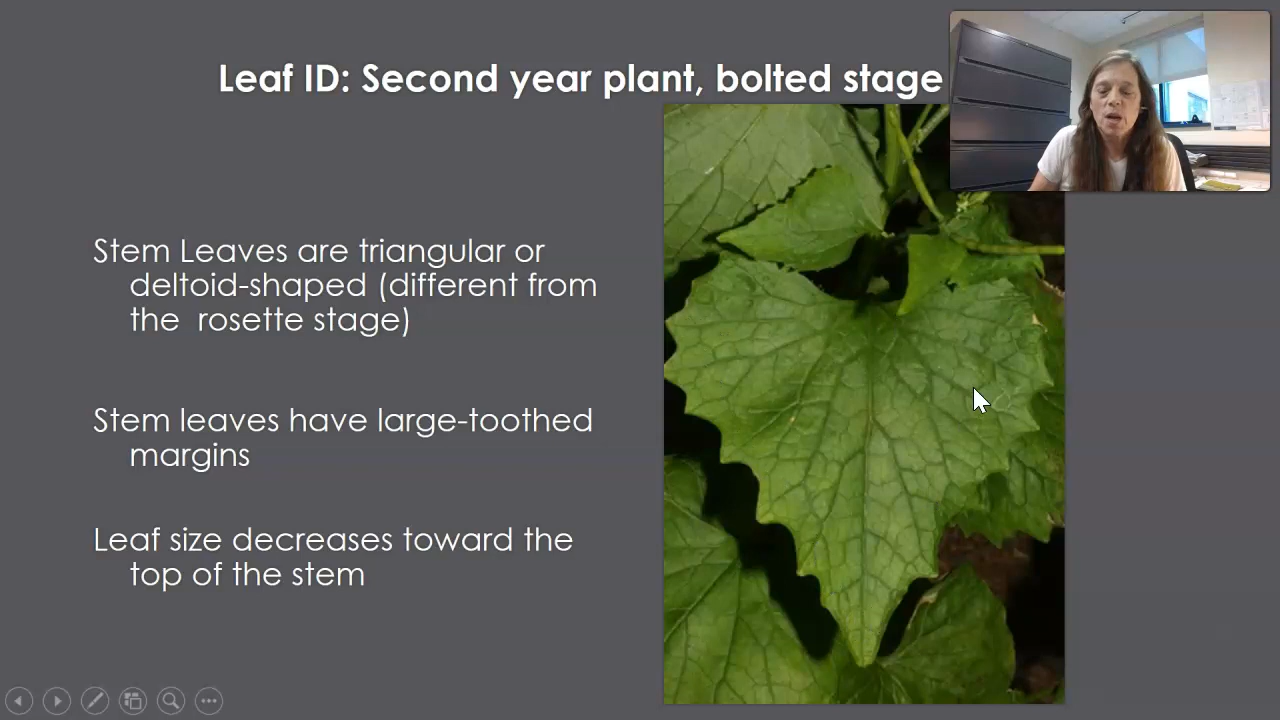 Leaf ID: Second year plant, bolted stage
Stem Leaves are triangular or
deltoid-shaped (different from
the rosette stage)
Stem leaves have large-toothed
margins
Leaf size decreases toward the
top of the stem